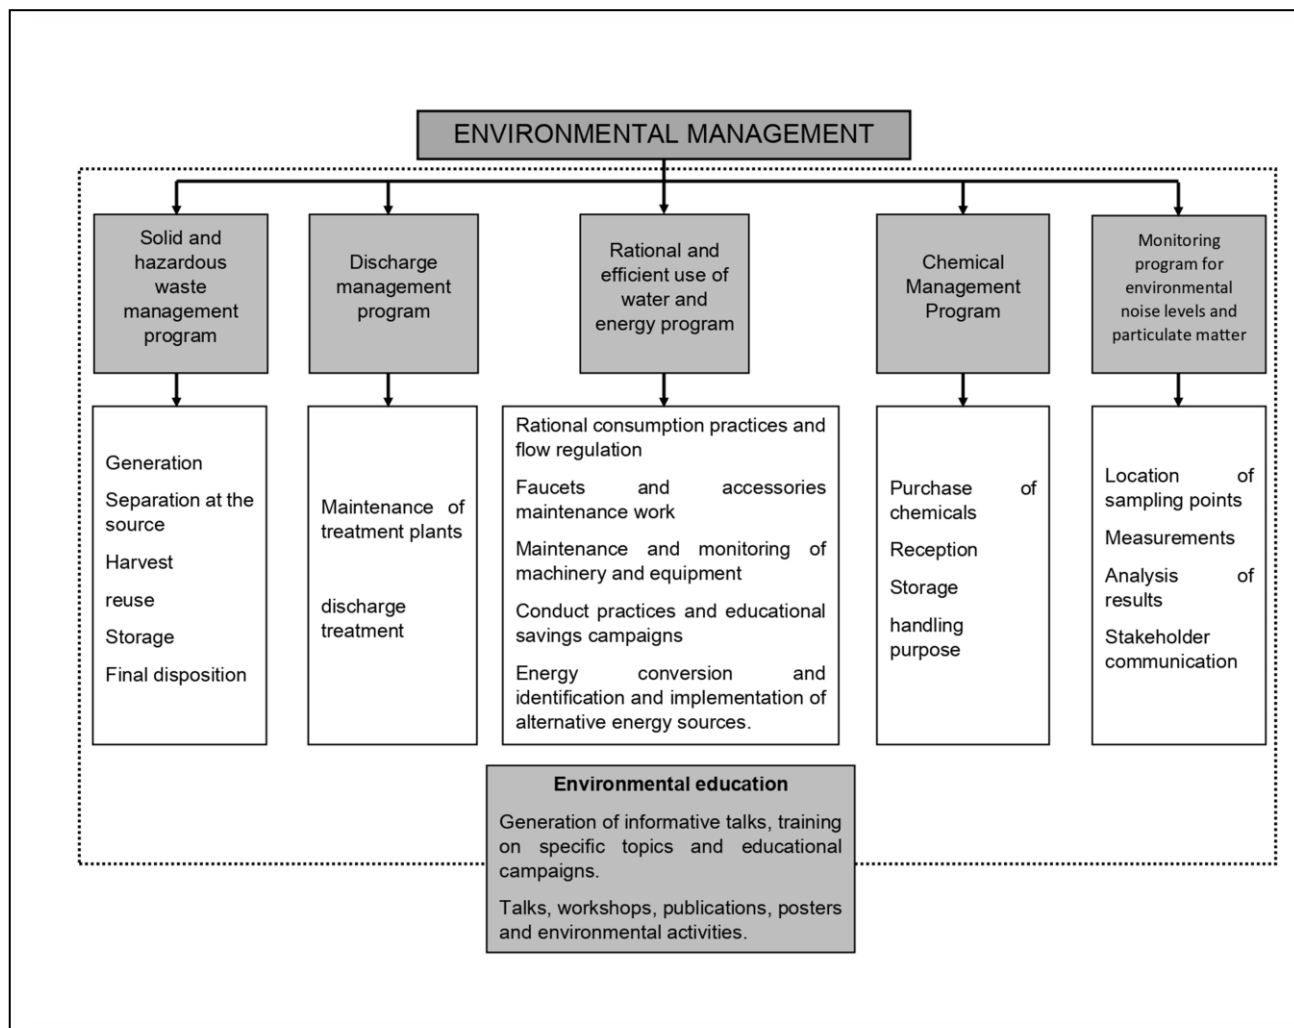 ENVIRONMENTAL MANAGEMENT
Solid and
hazardous
waste
management
program
Discharge
management
program
Rational and
efficient use of
water and
energy program
Chemical
Management
Program
Monitoring
program for
environmental
noise levels and
particulate matter
Generation
Separation at the
source
Harvest
reuse
Storage
Final disposition
Maintenance of
treatment plants
discharge
treatment
Rational consumption practices and
flow regulation
Faucets and accessories
maintenance work
Maintenance and monitoring of
machinery and equipment
Conduct practices and educational
savings campaigns
Energy conversion and
identification and implementation of
alternative energy sources.
Purchase of
chemicals
Reception
Storage
handling
purpose
Location of
sampling points
Measurements
Analysis of
results
Stakeholder
communication
Environmental education
Generation of informative talks, training
on specific topics and educational
campaigns.
Talks, workshops, publications, posters
and environmental activities.